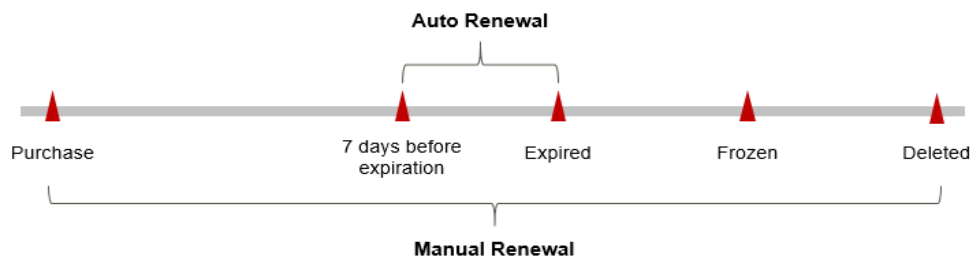 Auto Renewal
Purchase
7 days before
expiration
Expired
Frozen
Deleted
Manual Renewal